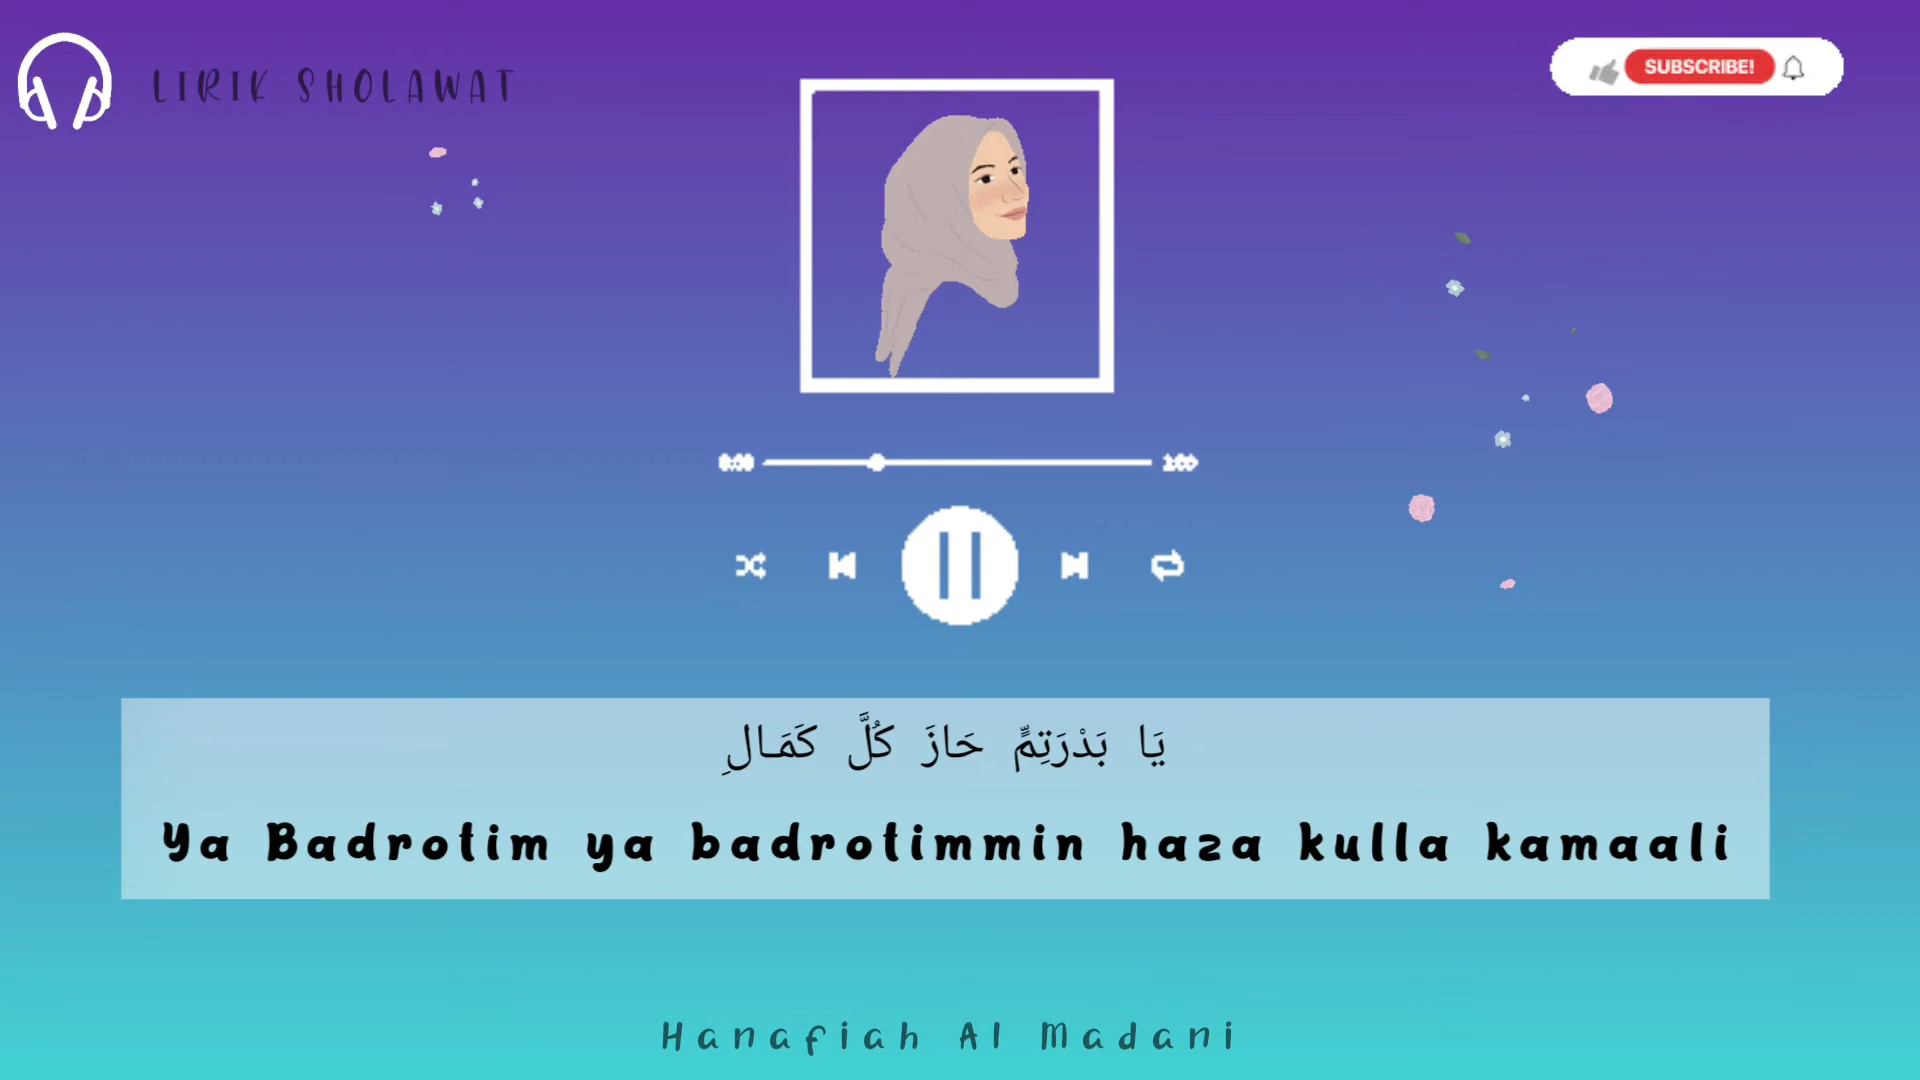 LIRIK SHOLAWAT
SUBSCRIBE!
يَا بَدْرَتِمٍّ حَازَ كُلَّ كَمَالِ
Ya Badrotim ya badrotimmin haza kulla kamaali
Hanafiah Al Madani